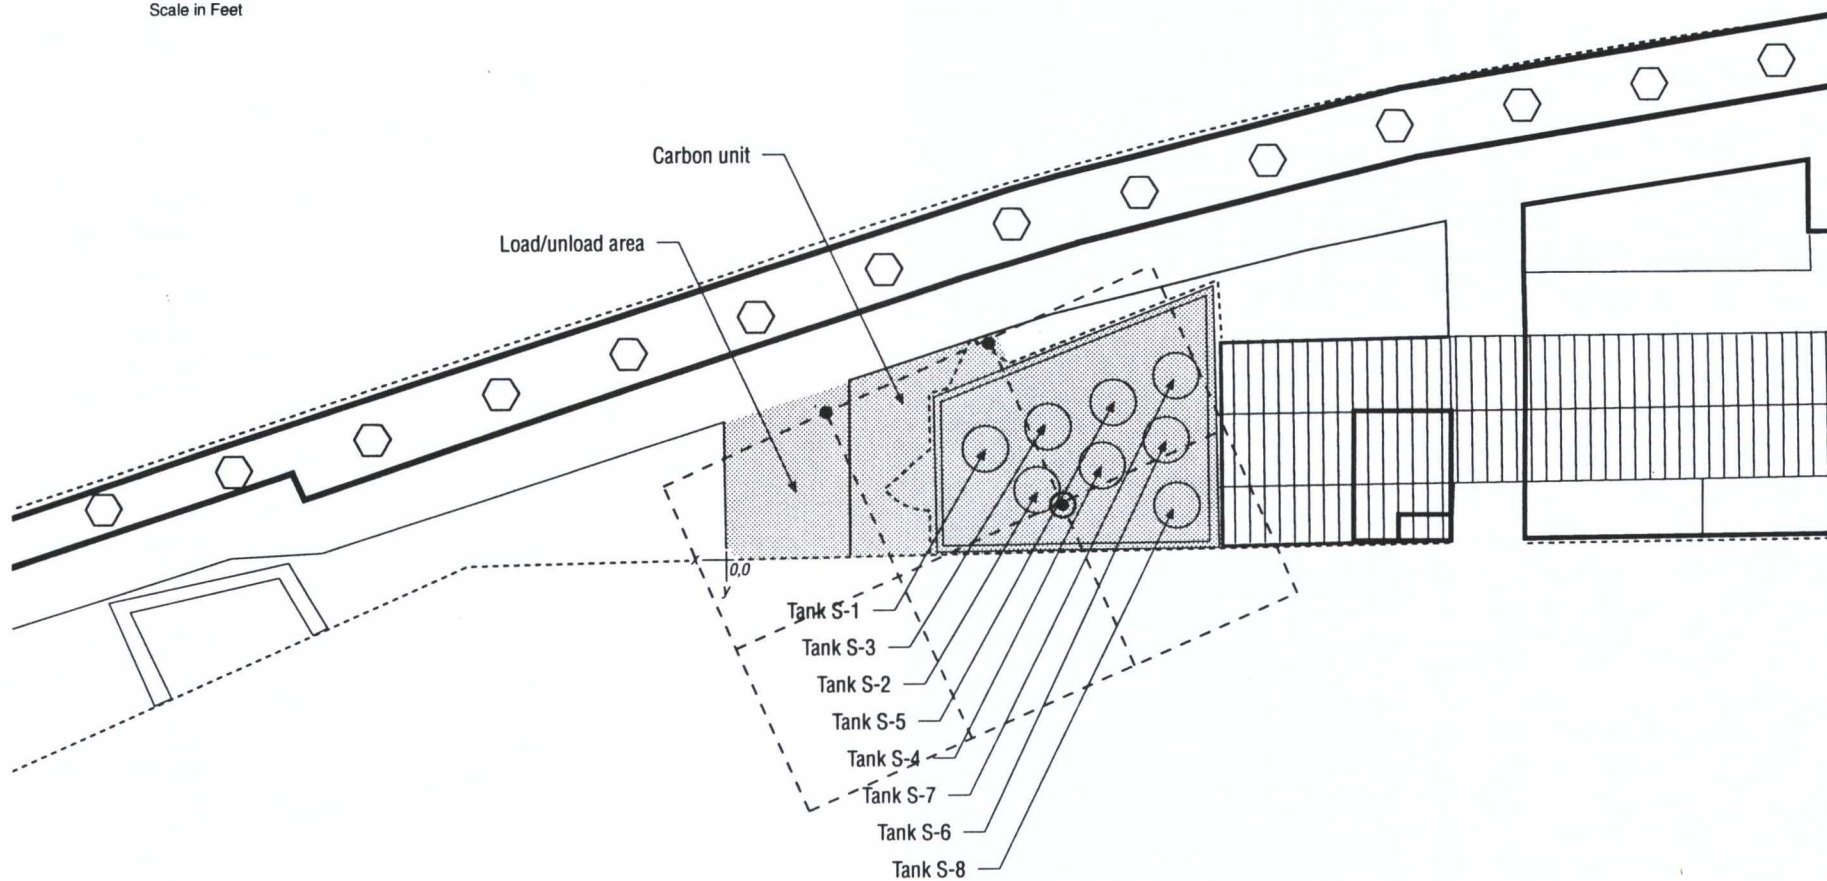 Scale in Feet
Carbon unit
Load/unload area
0,0
Tank S-1
Tank S-3
Tank S-2
Tank S-5
Tank S-4
Tank S-7
Tank S-6
Tank S-8